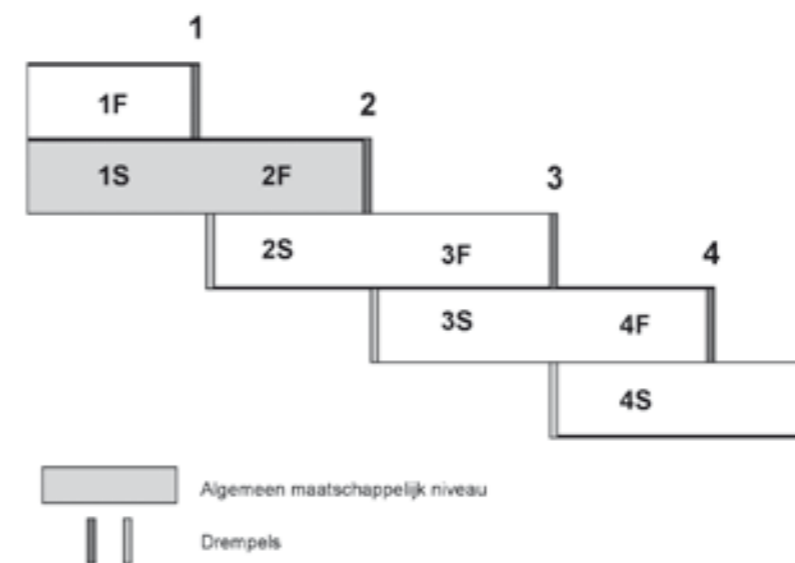 1
1F
2
1S 2F
3
2S 3F
4
3S 4F
4S
Algemeen maatschappelijk niveau
Drempels